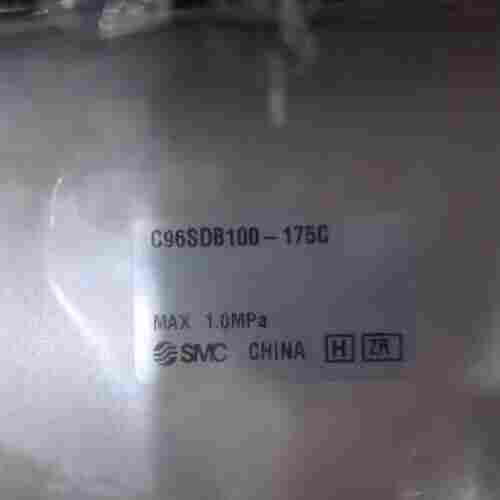 C96SDB100-175C
MAX 1.0MPa
SMC CHINA H ZR